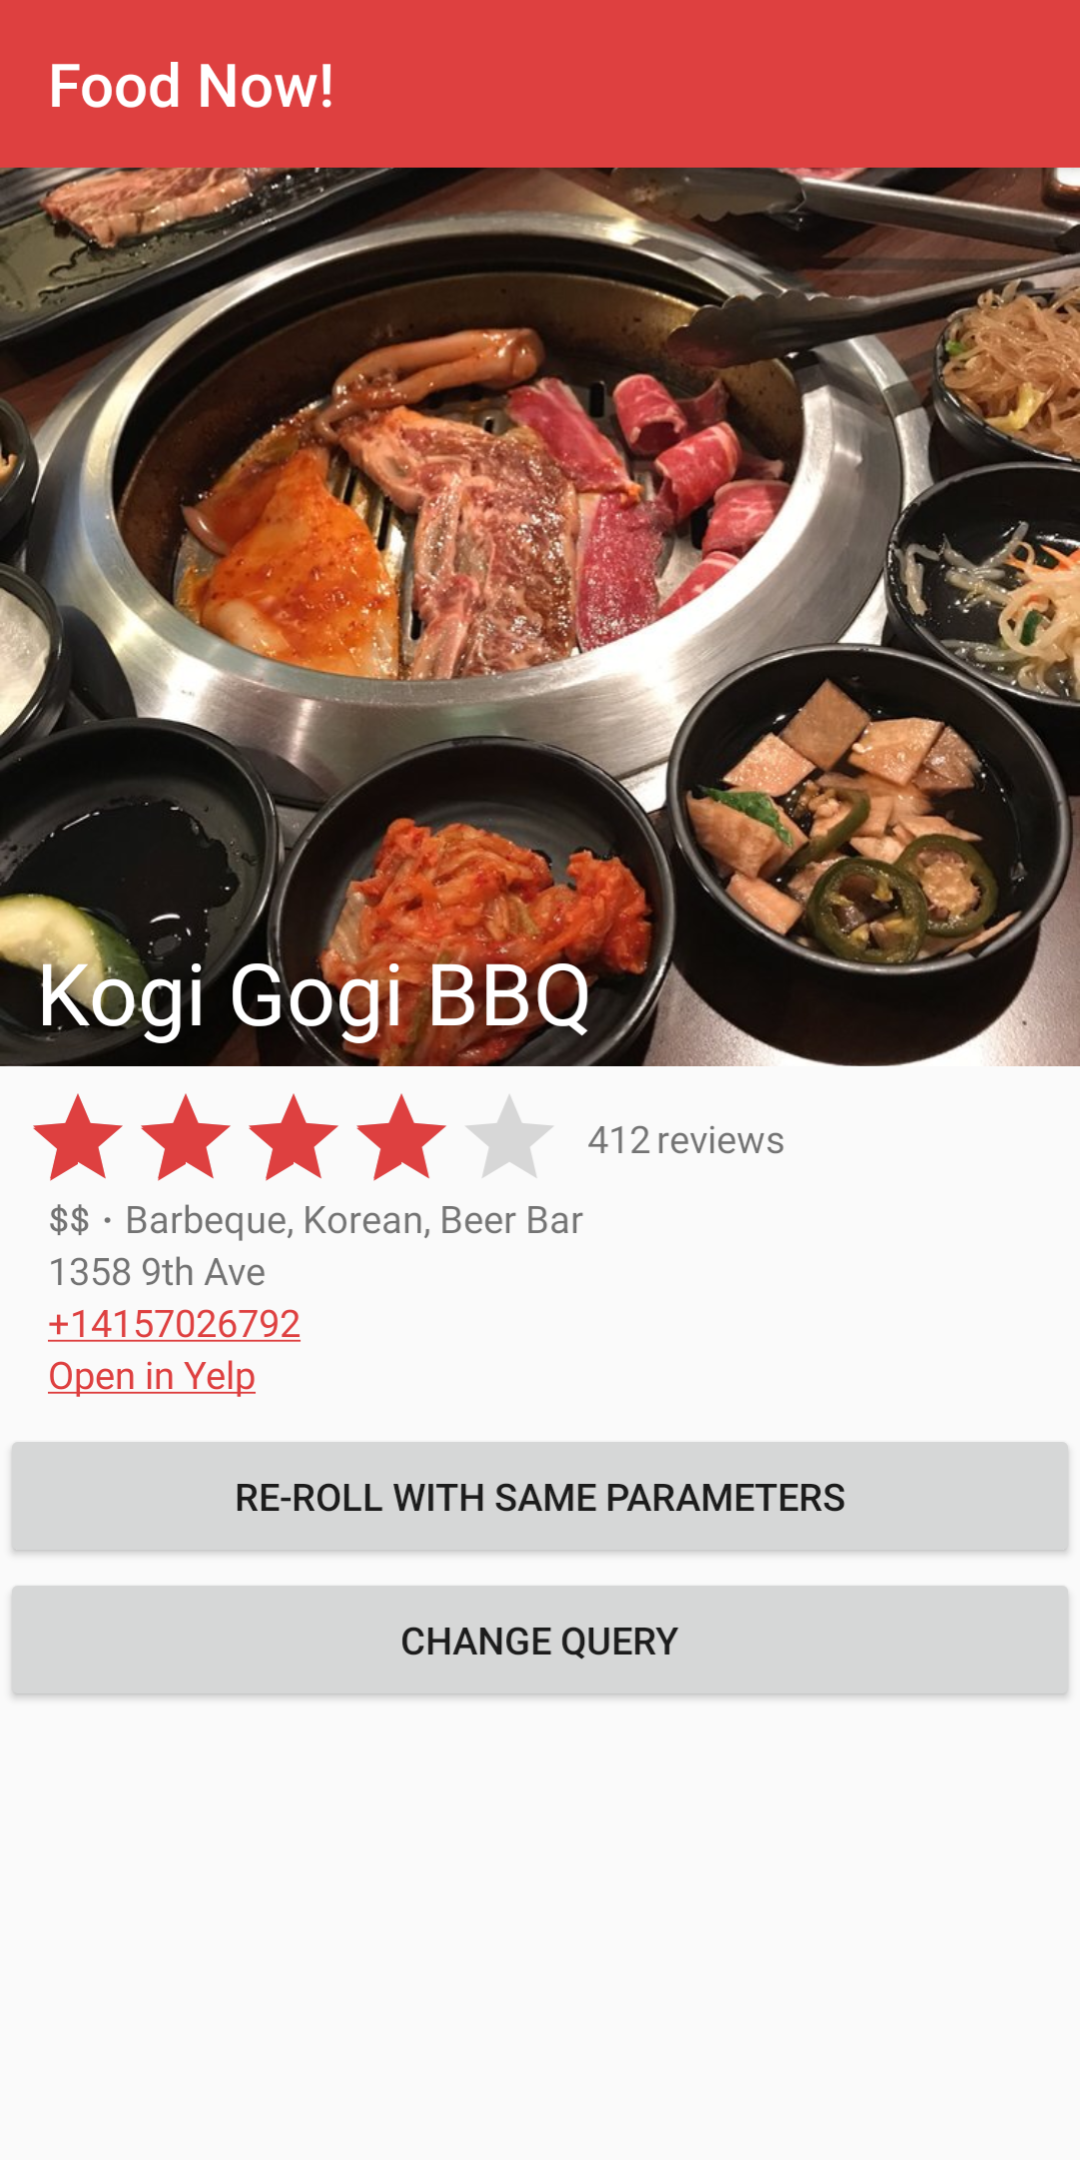 Food Now!
Kogi Gogi BBQ
412 reviews
$$ · Barbeque, Korean, Beer Bar
1358 9th Ave
+14157026792
Open in Yelp
RE-ROLL WITH SAME PARAMETERS
CHANGE QUERY